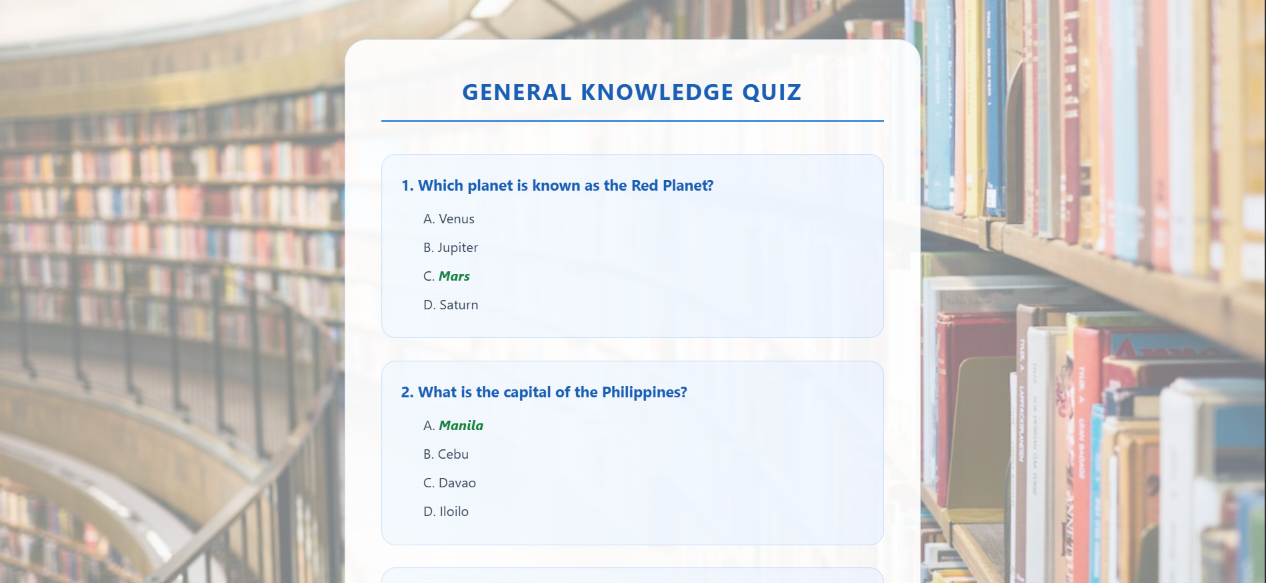 GENERAL KNOWLEDGE QUIZ
1. Which planet is known as the Red Planet?
A. Venus
B. Jupiter
C. Mars
D. Saturn
2. What is the capital of the Philippines?
A. Manila
B. Cebu
C. Davao
D. Iloilo